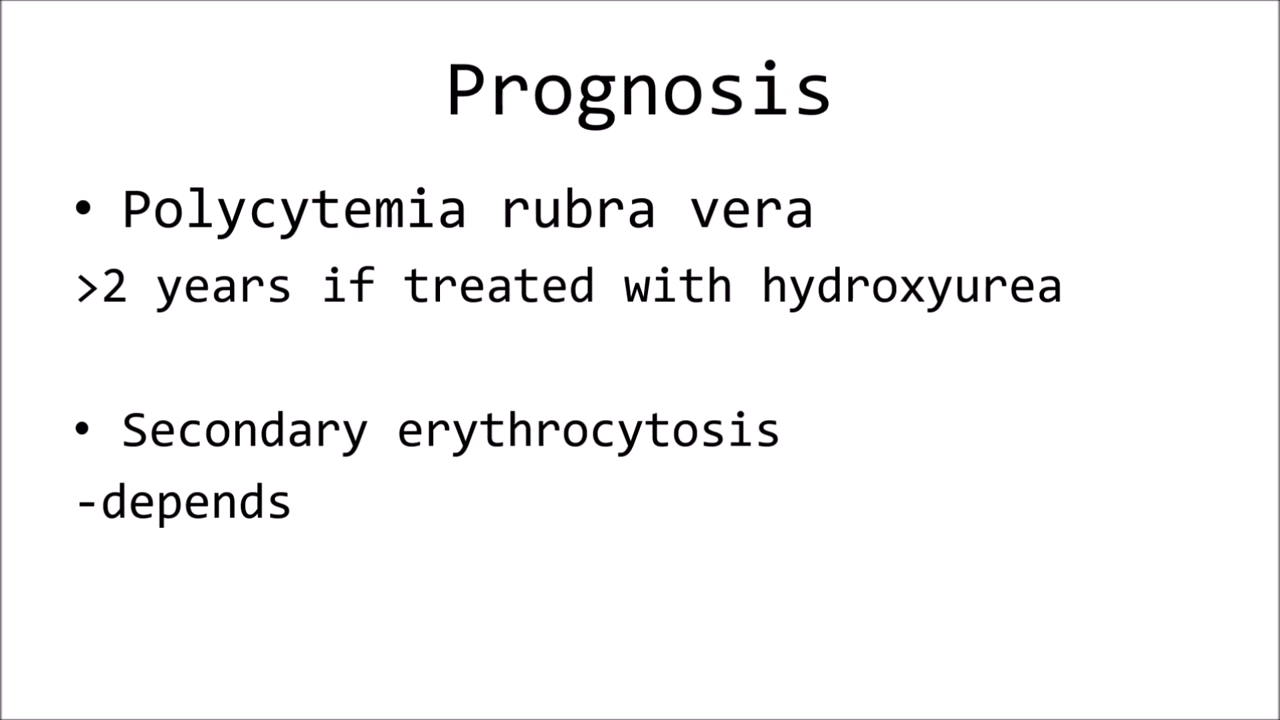 Prognosis
• Polycytemia rubra vera
>2 years if treated with hydroxyurea
• Secondary erythrocytosis
-depends